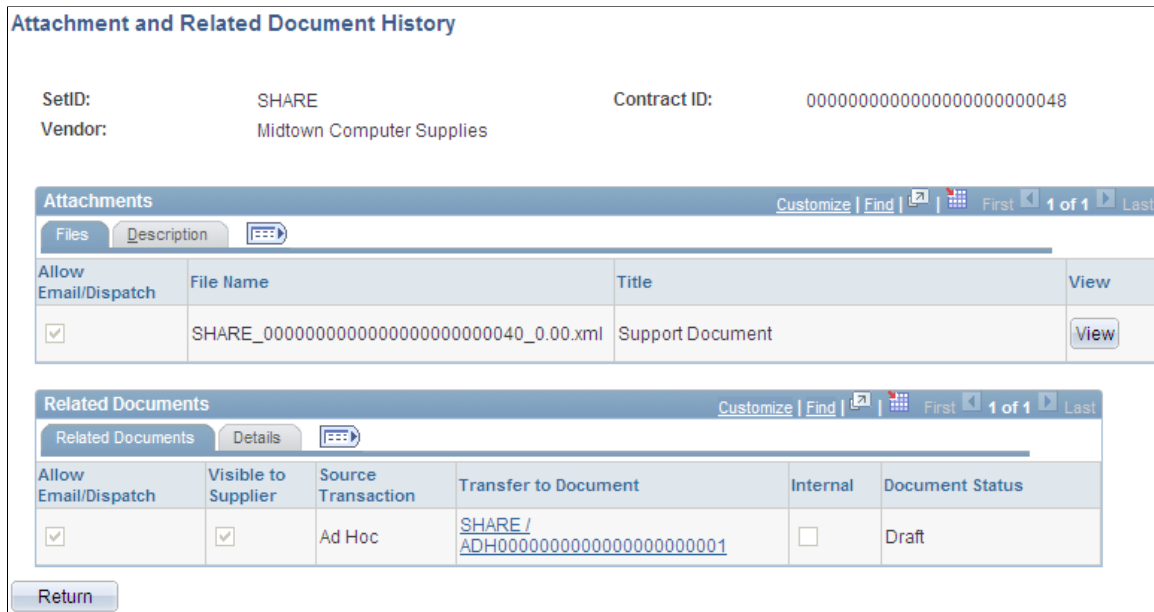 Attachment and Related Document History
SetID: SHARE Contract ID: 0000000000000000000000048
Vendor: Midtown Computer Supplies
Attachments Customize | Find | | First 1 of 1 Last
Files Description
Allow Email/Dispatch File Name Title View
SHARE_0000000000000000000000040_0.00.xml Support Document View
Related Documents Customize | Find | | First 1 of 1 Last
Related Documents Details
Allow Email/Dispatch Visible to Supplier Source Transaction Transfer to Document Internal Document Status
Ad Hoc SHARE / ADH0000000000000000000001 Draft
Return